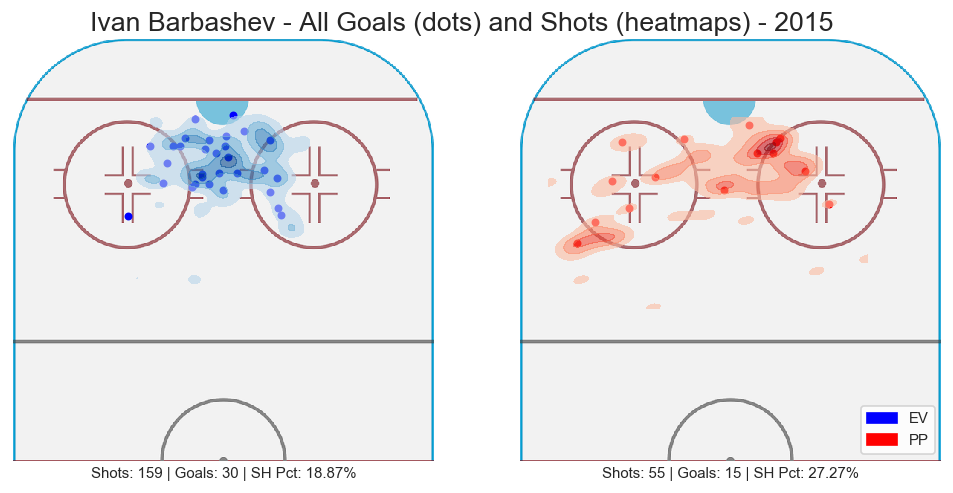 Ivan Barbashev - All Goals (dots) and Shots (heatmaps) - 2015
EV
PP
Shots: 159 | Goals: 30 | SH Pct: 18.87%
Shots: 55 | Goals: 15 | SH Pct: 27.27%